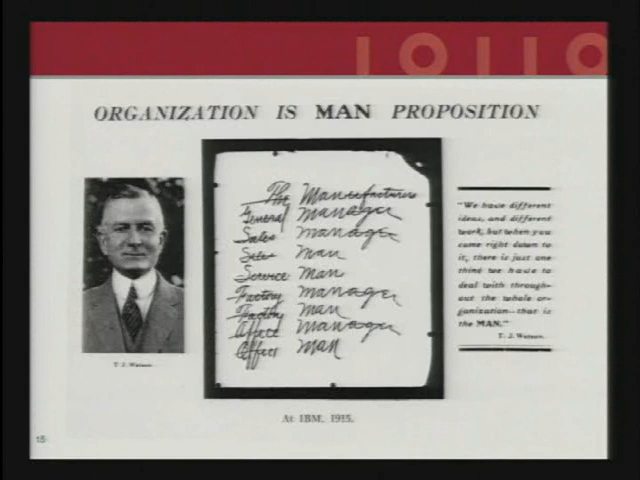 10110
ORGANIZATION IS MAN PROPOSITION
The Manufacturer
General Manager
Sales Manager
Sales Man
Service Man
Factory Manager
Factory Man
Office Manager
Office Man
"We have different
ideas, and different
work, but when you
come right down to
it, there is just one
thing we have to
deal with through-
out the whole or-
ganization—that is
the MAN."
T. J. Watson.
T. J. Watson.
At IBM, 1915.
15